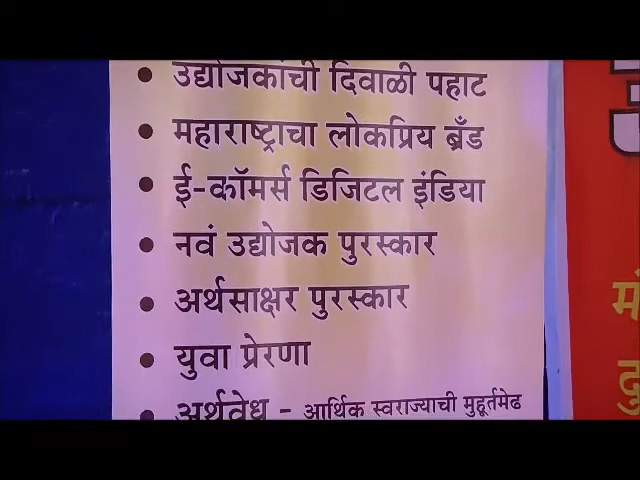 • उद्योजकांची दिवाळी पहाट
• महाराष्ट्राचा लोकप्रिय ब्रँड
• ई-कॉमर्स डिजिटल इंडिया
• नवं उद्योजक पुरस्कार
• अर्थसाक्षर पुरस्कार
• युवा प्रेरणा
• अर्थवेध - आर्थिक स्वराज्याची मुहूर्तमेढ